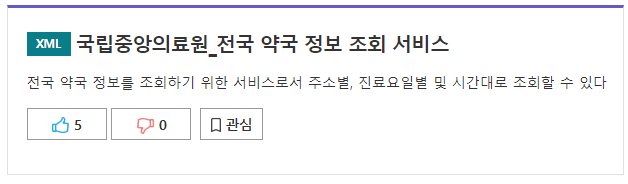 XML 국립중앙의료원_전국 약국 정보 조회 서비스
전국 약국 정보를 조회하기 위한 서비스로서 주소별, 진료요일별 및 시간대로 조회할 수 있다
5 0 관심